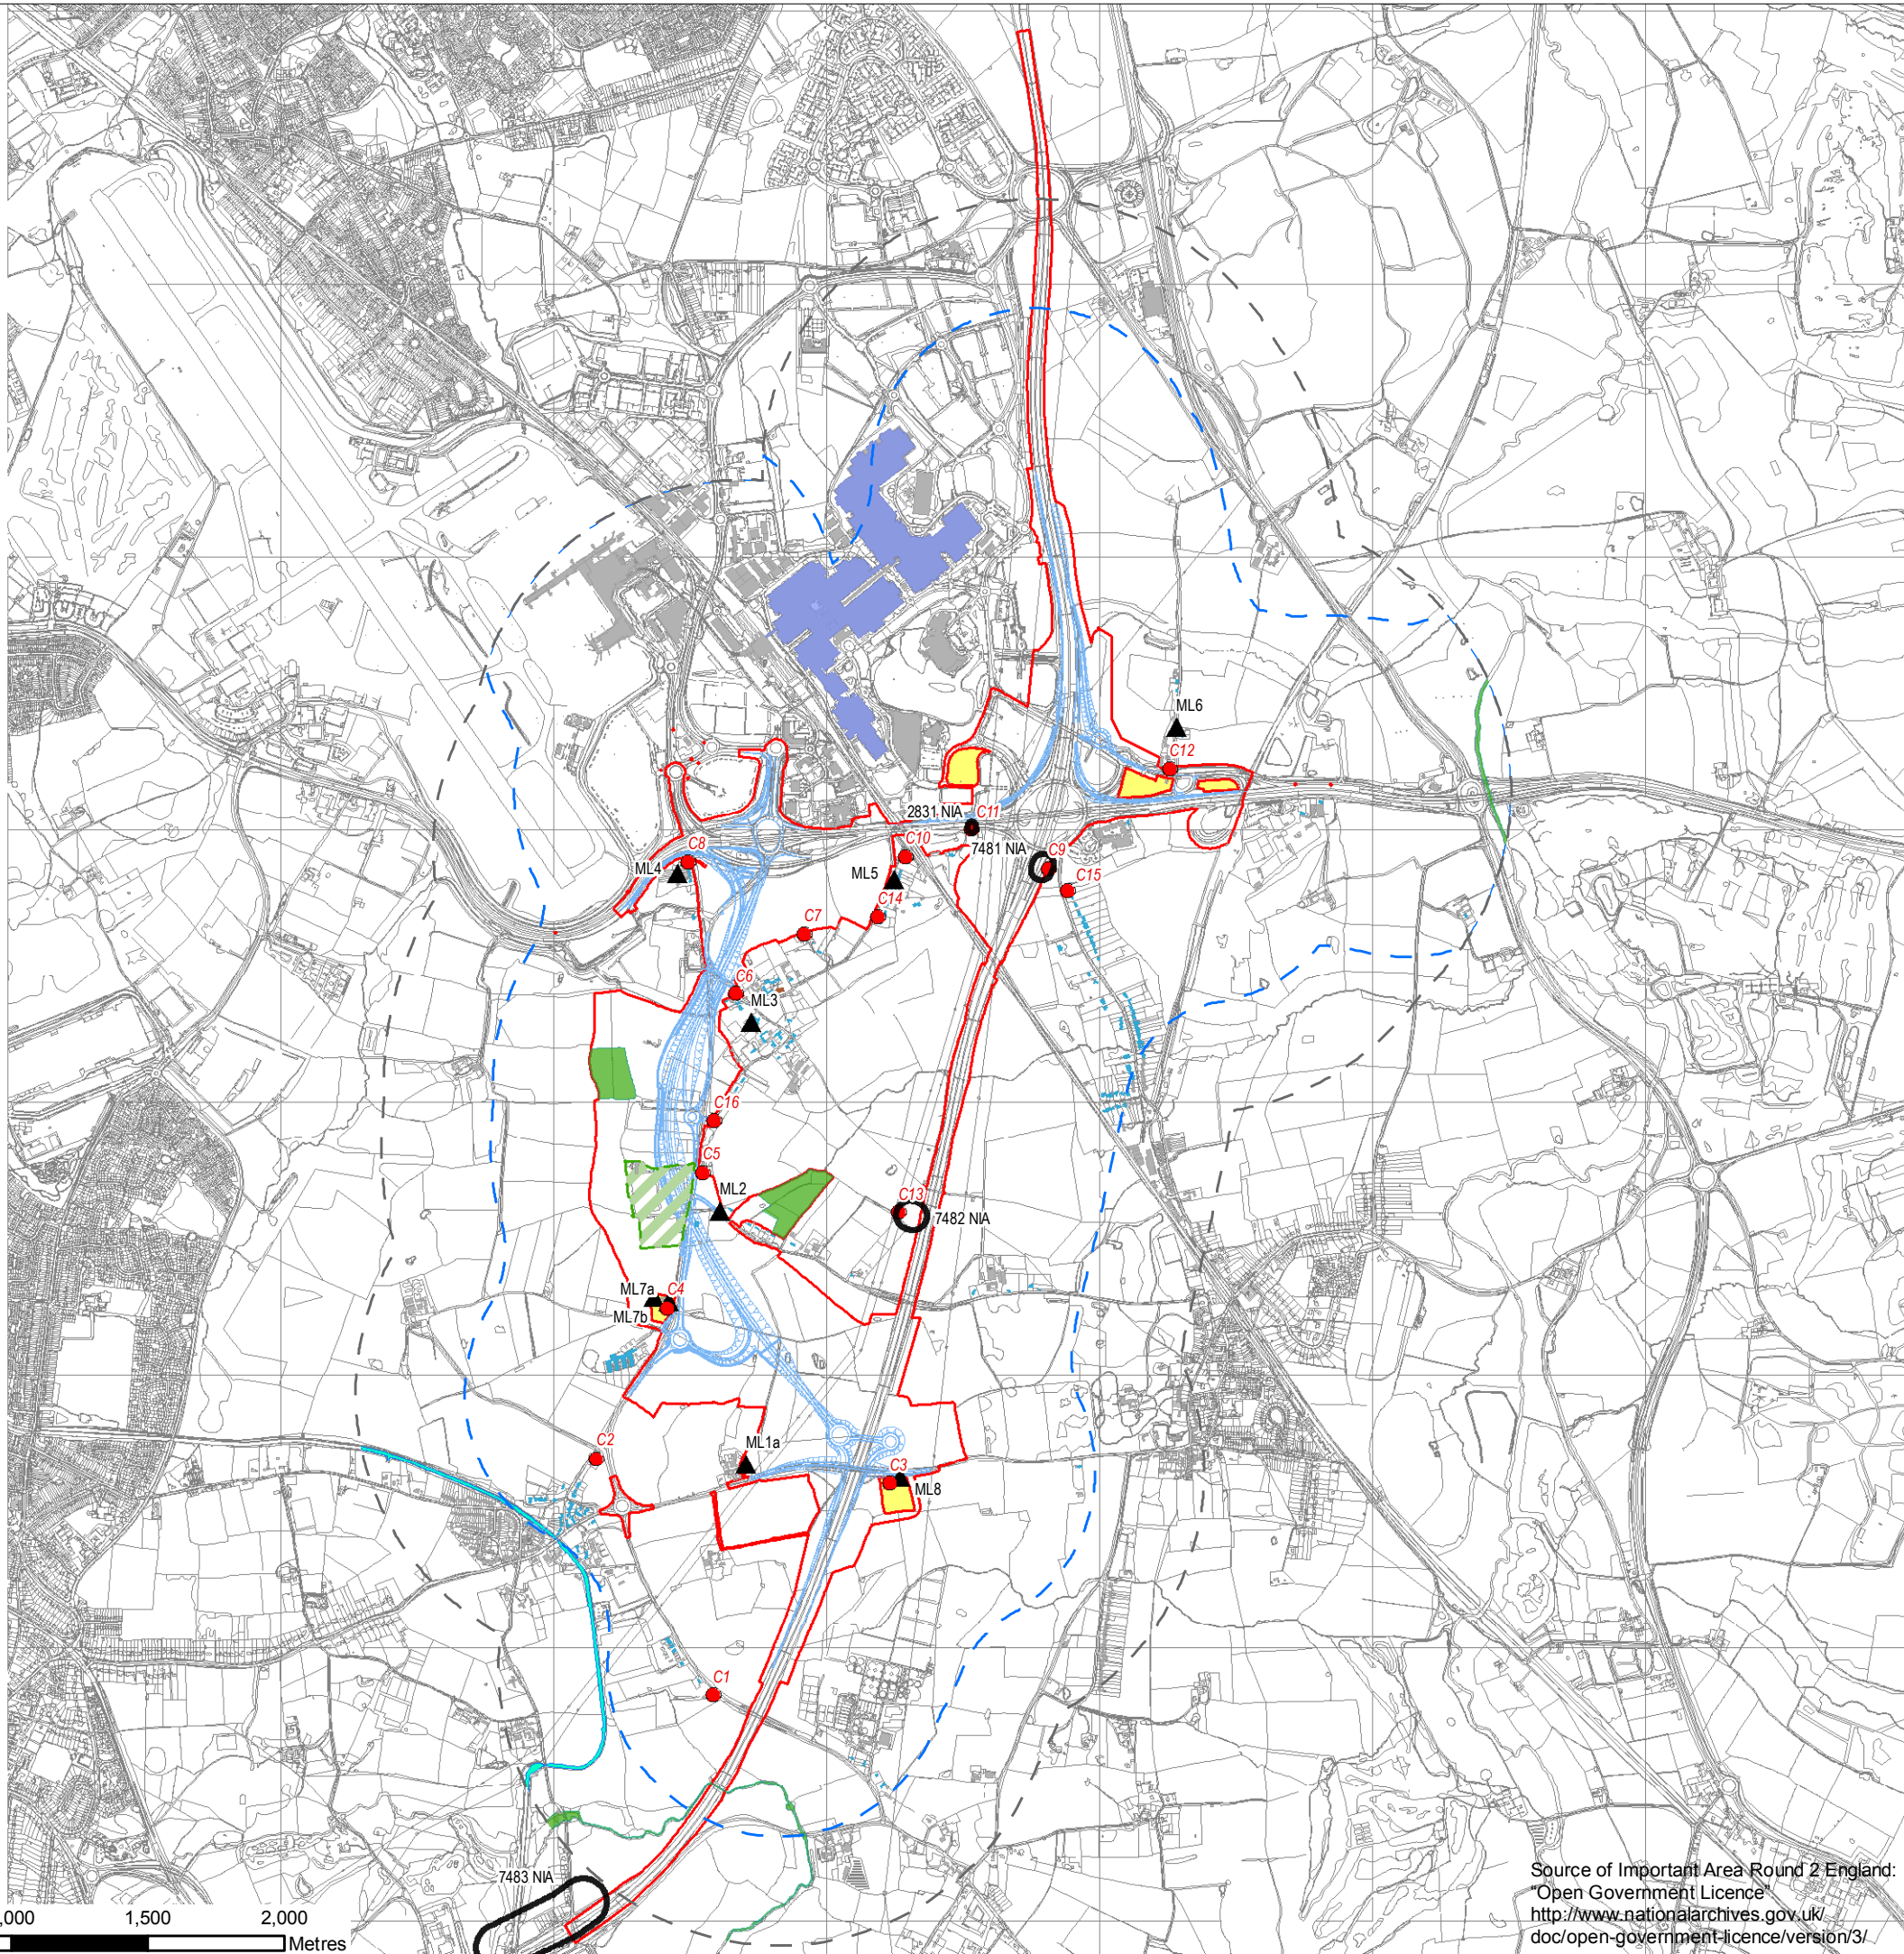 ML6
C12
2831 NIA
C11
7481 NIA
C10
C9
C8
ML4
ML5
C15
C14
C7
C6
ML3
C16
C5
ML2
C13
7482 NIA
ML7a
C4
ML7b
C2
ML1a
C3
ML8
C1
7483 NIA
,000 1,500 2,000
Metres
Source of Important Area Round 2 England:
"Open Government Licence"
http://www.nationalarchives.gov.uk/
doc/open-government-licence/version/3/